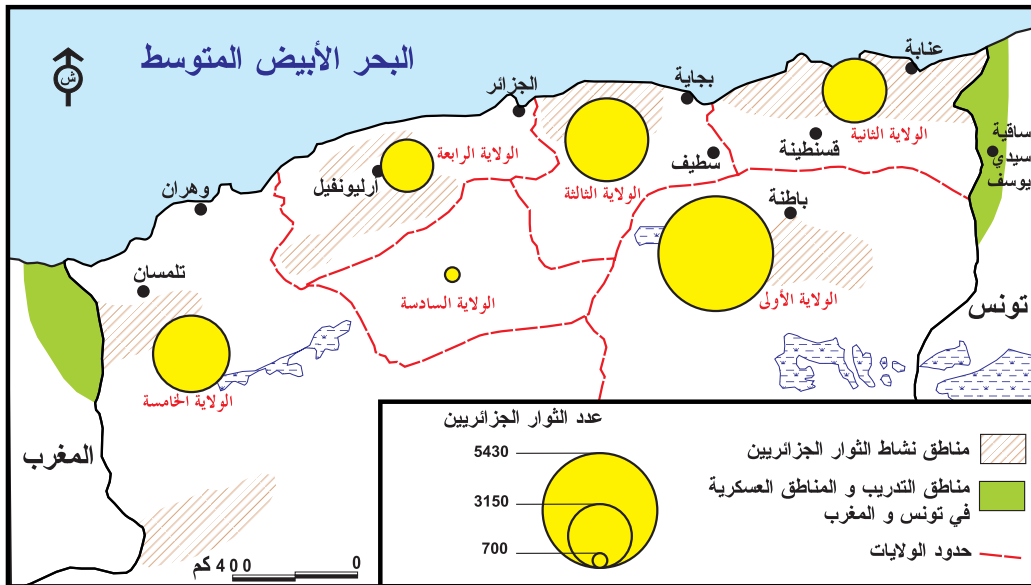 البحر الأبيض المتوسط
ش
عنابة
بجاية
الجزائر
ساقية
سيدي
يوسف
قسنطينة
الولاية الثانية
سطيف
الولاية الثالثة
الولاية الرابعة
أرليونفيل
وهران
باطنة
تلمسان
الولاية الأولى
الولاية السادسة
تونس
الولاية الخامسة
المغرب
400 كم
0
عدد الثوار الجزائريين
5430
3150
700
مناطق نشاط الثوار الجزائريين
مناطق التدريب و المناطق العسكرية
في تونس و المغرب
حدود الولايات